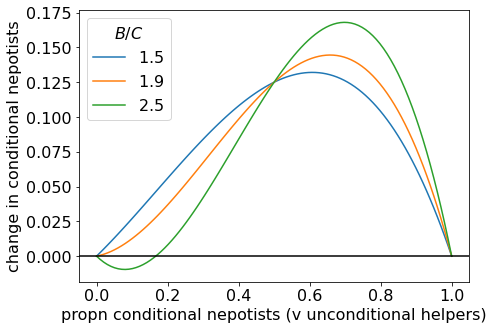 change in conditional nepotists
0.175
0.150
0.125
0.100
0.075
0.050
0.025
0.000
B/C
1.5
1.9
2.5
0.0 0.2 0.4 0.6 0.8 1.0
propn conditional nepotists (v unconditional helpers)